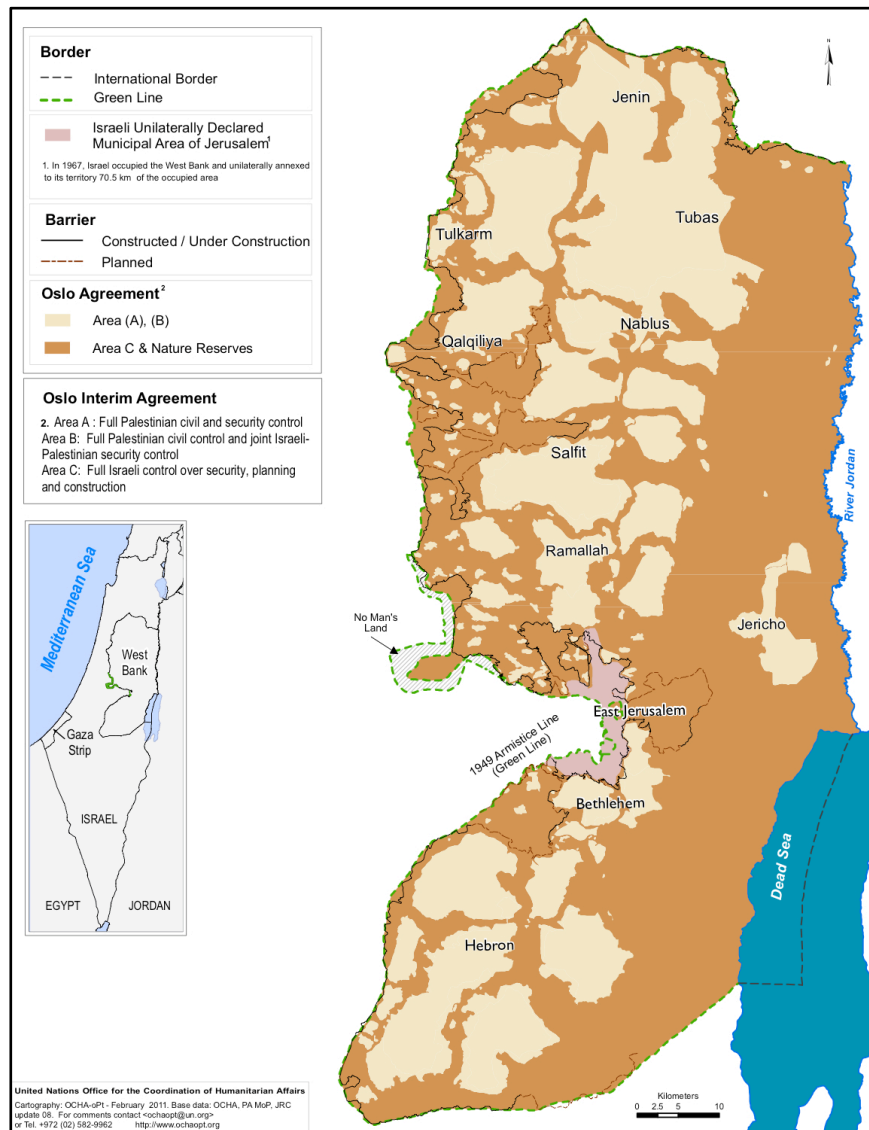 Border
International Border
Green Line
Israeli Unilaterally Declared
Municipal Area of Jerusalem¹
1. In 1967, Israel occupied the West Bank and unilaterally annexed
to its territory 70.5 km of the occupied area
Barrier
Constructed / Under Construction
Planned
Oslo Agreement²
Area (A), (B)
Area C & Nature Reserves
Oslo Interim Agreement
2. Area A : Full Palestinian civil and security control
Area B: Full Palestinian civil control and joint Israeli-
Palestinian security control
Area C: Full Israeli control over security, planning
and construction
Mediterranean Sea
West
Bank
Gaza
Strip
ISRAEL
EGYPT
JORDAN
N
Jenin
Tubas
Tulkarm
Nablus
Qalqiliya
Salfit
River Jordan
Ramallah
No Man's
Land
Jericho
East Jerusalem
1949 Armistice Line
(Green Line)
Bethlehem
Dead Sea
Hebron
Kilometers
0 2.5 5 10
United Nations Office for the Coordination of Humanitarian Affairs
Cartography: OCHA-oPt - February 2011. Base data: OCHA, PA MoP, JRC
update 08. For comments contact <ochaopt@un.org>
or Tel. +972 (02) 582-9962 http://www.ochaopt.org